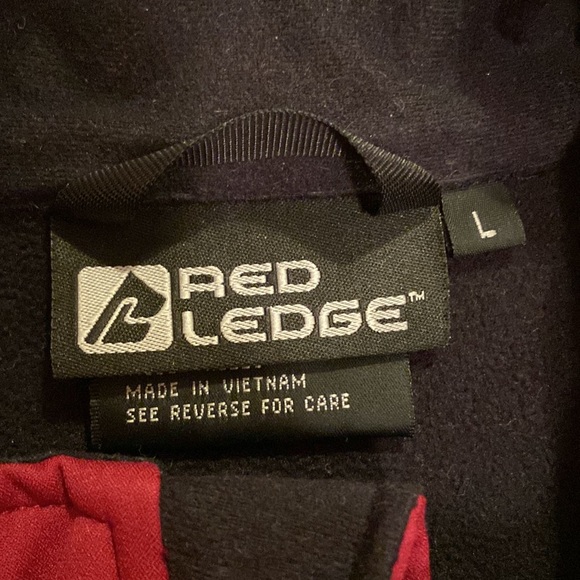 RED
LEDGE™
L
MADE IN VIETNAM
SEE REVERSE FOR CARE